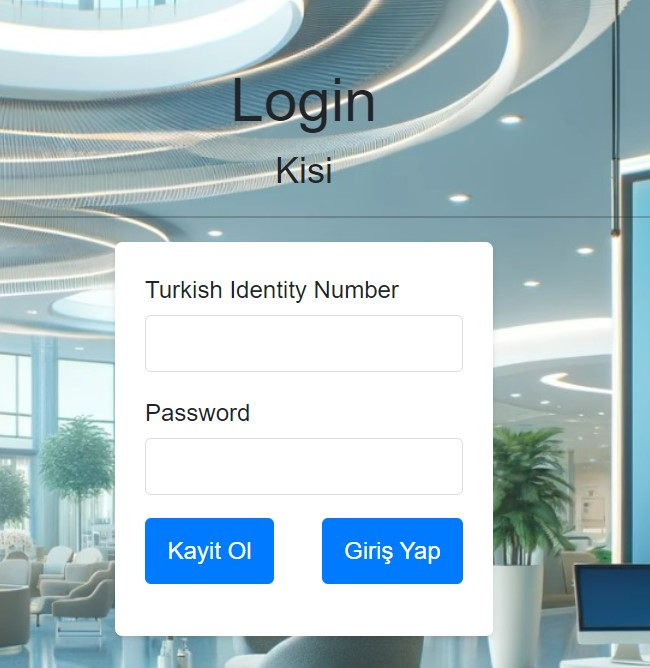 Login
Kisi
Turkish Identity Number
Password
Kayit Ol
Giriş Yap